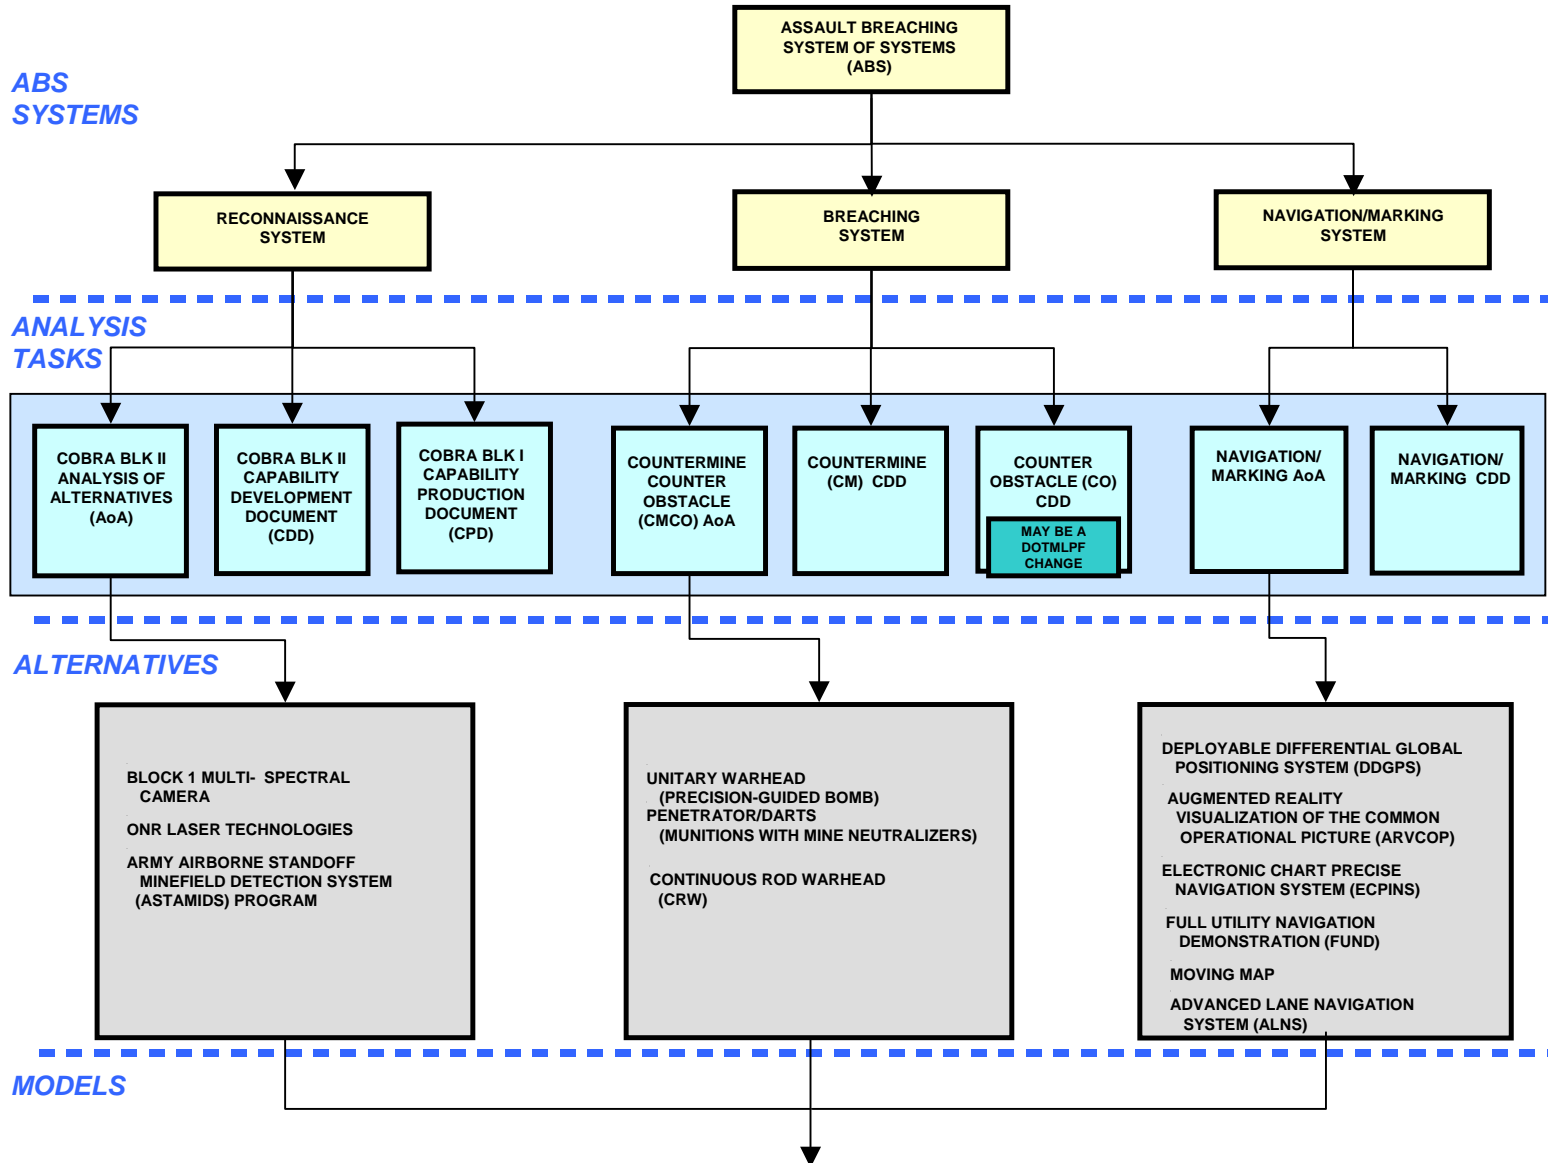 ASSAULT BREACHING
SYSTEM OF SYSTEMS
(ABS)
ABS
SYSTEMS
RECONNAISSANCE
SYSTEM
BREACHING
SYSTEM
NAVIGATION/MARKING
SYSTEM
ANALYSIS
TASKS
COBRA BLK II
ANALYSIS OF
ALTERNATIVES
(AoA)
COBRA BLK II
CAPABILITY
DEVELOPMENT
DOCUMENT
(CDD)
COBRA BLK I
CAPABILITY
PRODUCTION
DOCUMENT
(CPD)
COUNTERMINE
COUNTER
OBSTACLE
(CMCO) AoA
COUNTERMINE
(CM) CDD
COUNTER
OBSTACLE (CO)
CDD
MAY BE A
DOTMLPF
CHANGE
NAVIGATION/
MARKING AoA
NAVIGATION/
MARKING CDD
ALTERNATIVES
BLOCK 1 MULTI- SPECTRAL
CAMERA
ONR LASER TECHNOLOGIES
ARMY AIRBORNE STANDOFF
MINEFIELD DETECTION SYSTEM
(ASTAMIDS) PROGRAM
UNITARY WARHEAD
(PRECISION-GUIDED BOMB)
PENETRATOR/DARTS
(MUNITIONS WITH MINE NEUTRALIZERS)
CONTINUOUS ROD WARHEAD
(CRW)
DEPLOYABLE DIFFERENTIAL GLOBAL
POSITIONING SYSTEM (DDGPS)
AUGMENTED REALITY
VISUALIZATION OF THE COMMON
OPERATIONAL PICTURE (ARVCOP)
ELECTRONIC CHART PRECISE
NAVIGATION SYSTEM (ECPINS)
FULL UTILITY NAVIGATION
DEMONSTRATION (FUND)
MOVING MAP
ADVANCED LANE NAVIGATION
SYSTEM (ALNS)
MODELS